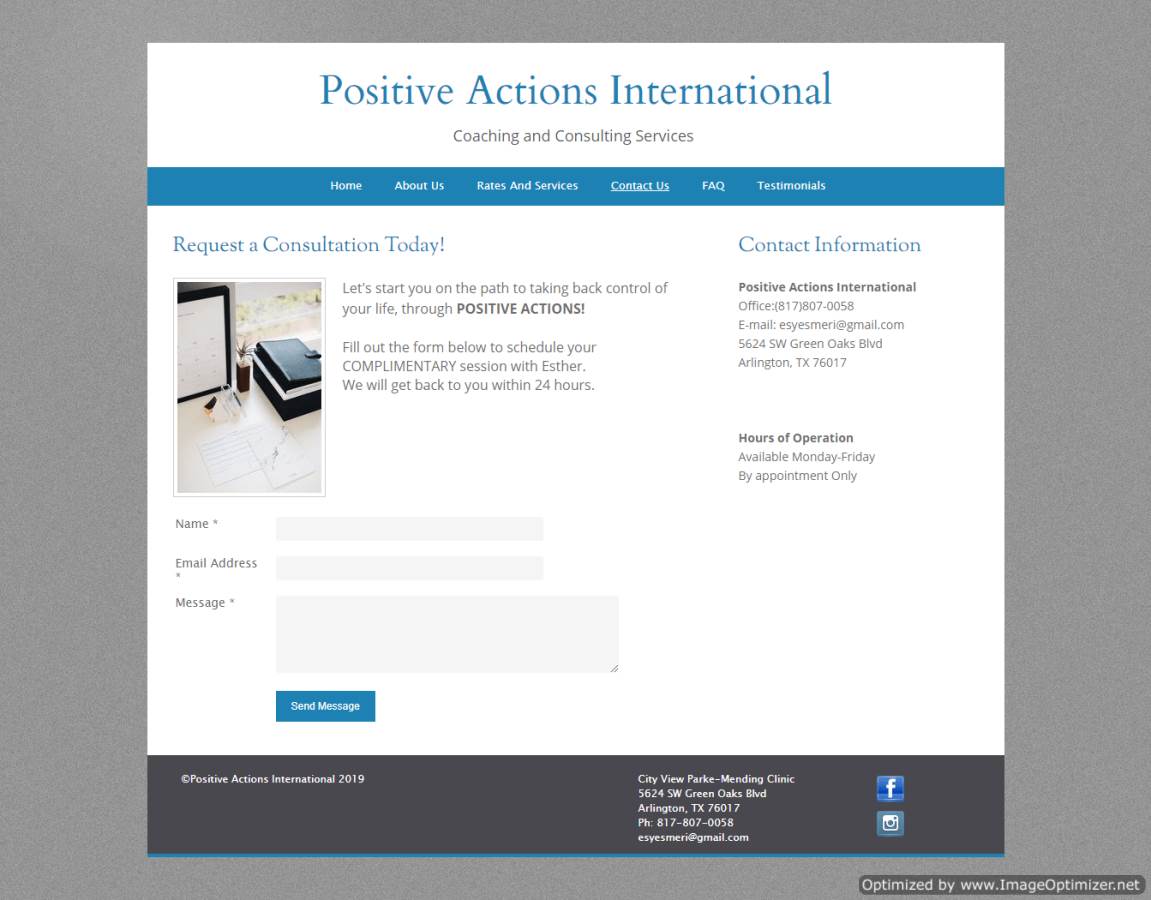 Positive Actions International
Coaching and Consulting Services
Home About Us Rates And Services Contact Us FAQ Testimonials
Request a Consultation Today!
Let's start you on the path to taking back control of
your life, through POSITIVE ACTIONS!
Fill out the form below to schedule your
COMPLIMENTARY session with Esther.
We will get back to you within 24 hours.
Name *
Email Address
*
Message *
Send Message
Contact Information
Positive Actions International
Office:(817)807-0058
E-mail: esyesmeri@gmail.com
5624 SW Green Oaks Blvd
Arlington, TX 76017
Hours of Operation
Available Monday-Friday
By appointment Only
©Positive Actions International 2019
City View Parke-Mending Clinic
5624 SW Green Oaks Blvd
Arlington, TX 76017
Ph: 817-807-0058
esyesmeri@gmail.com
Optimized by www.ImageOptimizer.net